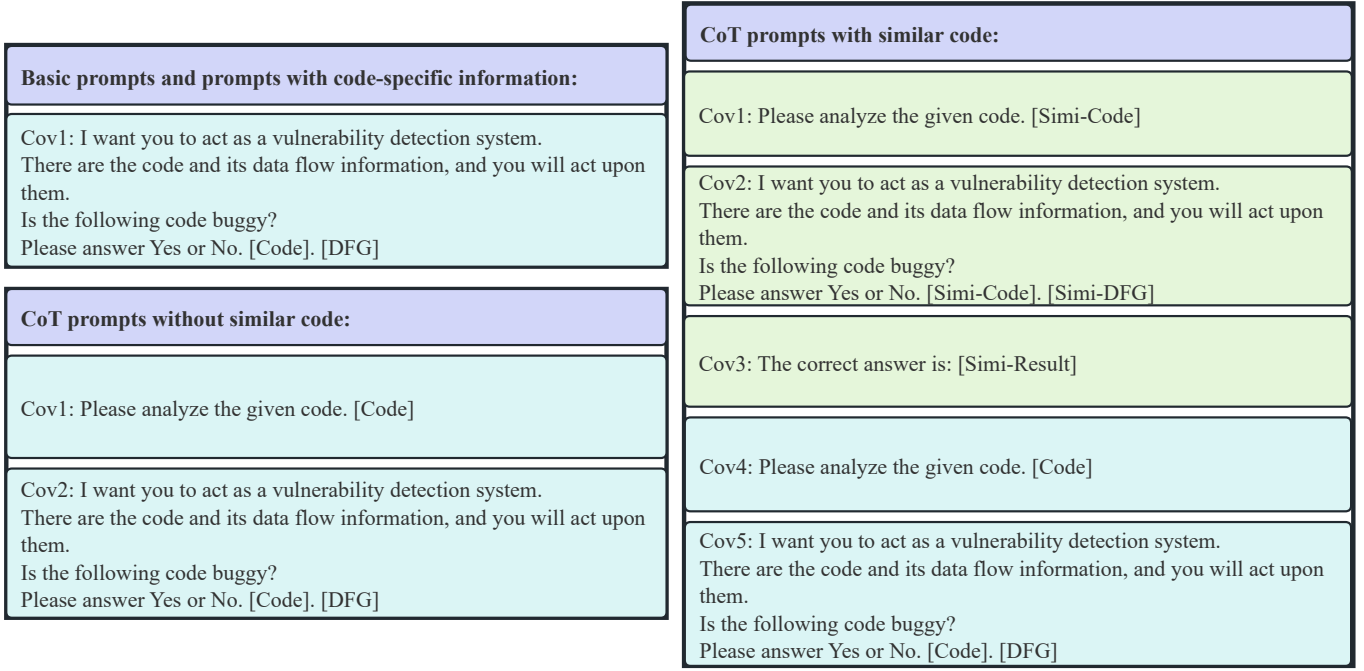 Basic prompts and prompts with code-specific information:
Cov1: I want you to act as a vulnerability detection system.
There are the code and its data flow information, and you will act upon
them.
Is the following code buggy?
Please answer Yes or No. [Code]. [DFG]
CoT prompts without similar code:
Cov1: Please analyze the given code. [Code]
Cov2: I want you to act as a vulnerability detection system.
There are the code and its data flow information, and you will act upon
them.
Is the following code buggy?
Please answer Yes or No. [Code]. [DFG]
CoT prompts with similar code:
Cov1: Please analyze the given code. [Simi-Code]
Cov2: I want you to act as a vulnerability detection system.
There are the code and its data flow information, and you will act upon
them.
Is the following code buggy?
Please answer Yes or No. [Simi-Code]. [Simi-DFG]
Cov3: The correct answer is: [Simi-Result]
Cov4: Please analyze the given code. [Code]
Cov5: I want you to act as a vulnerability detection system.
There are the code and its data flow information, and you will act upon
them.
Is the following code buggy?
Please answer Yes or No. [Code]. [DFG]